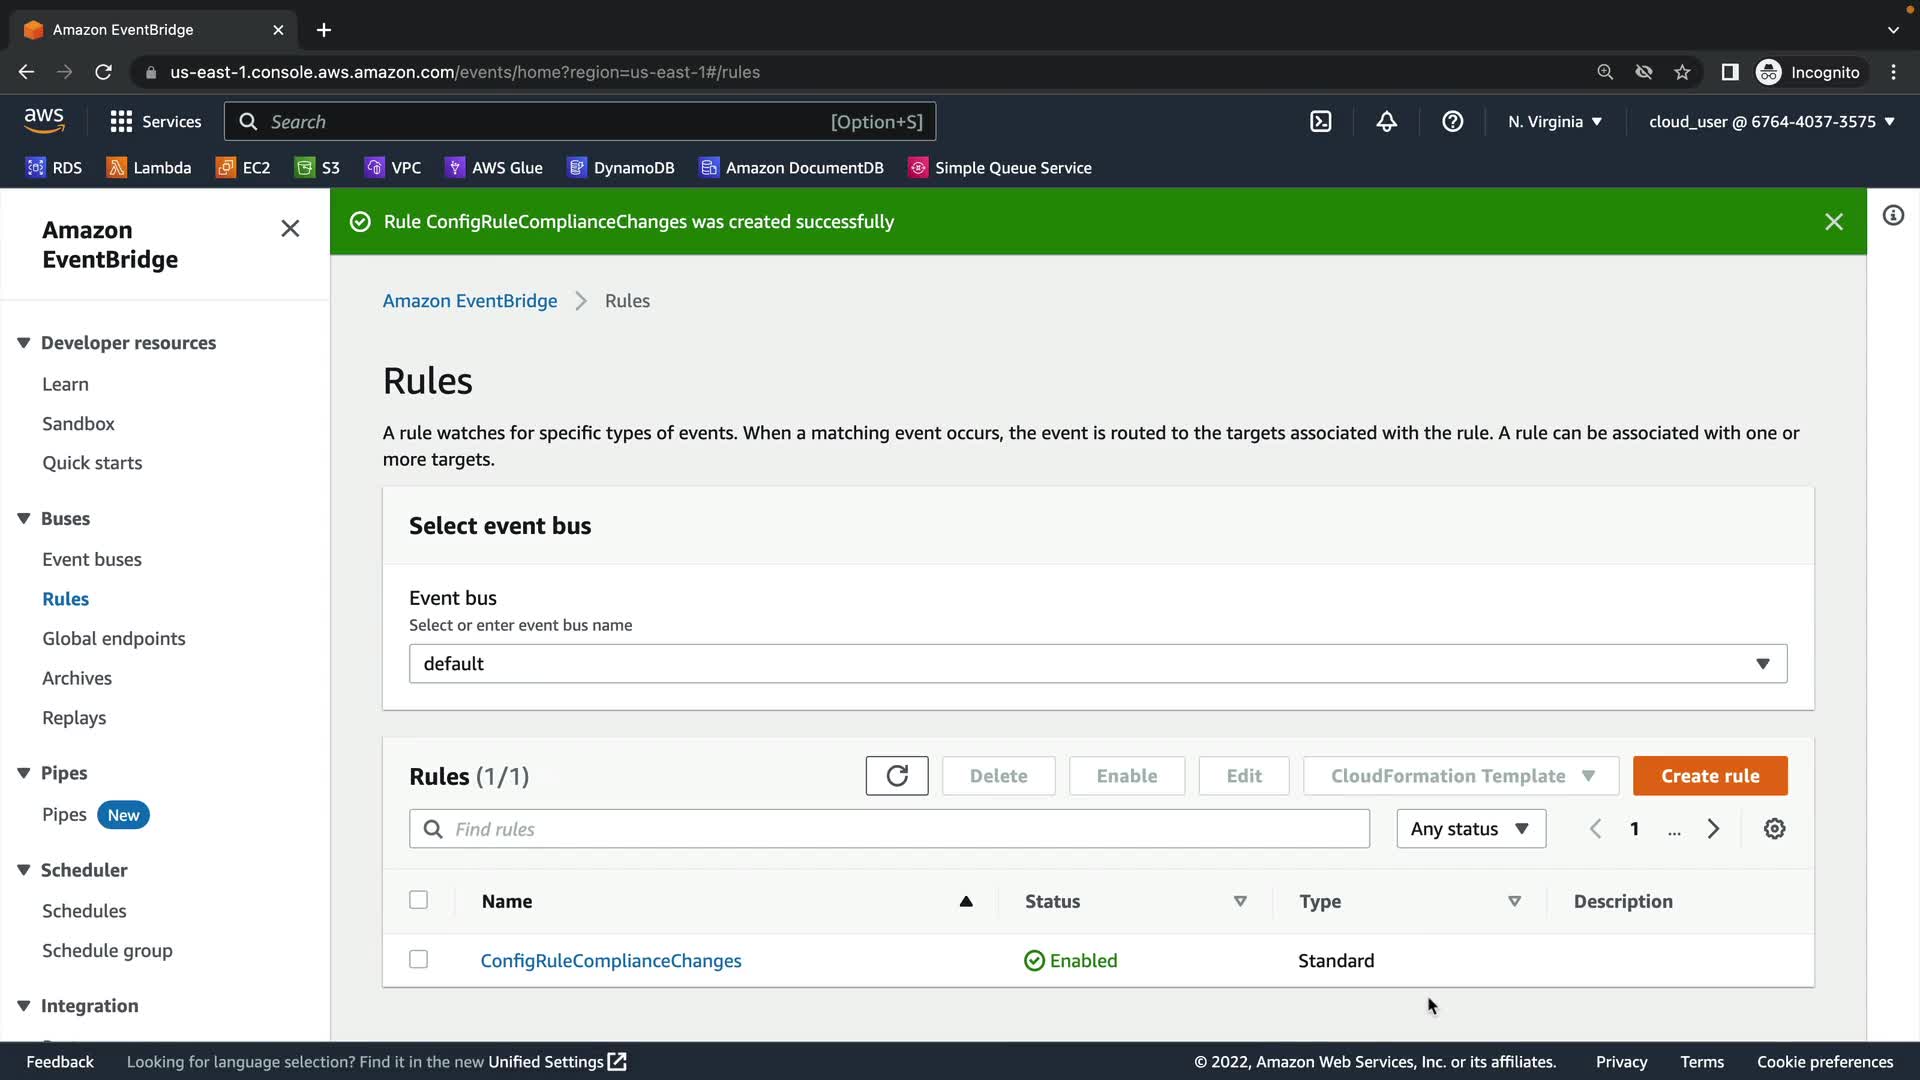 Amazon EventBridge
us-east-1.console.aws.amazon.com/events/home?region=us-east-1#/rules
Incognito
aws
Services
Search
[Option+S]
N. Virginia
cloud_user @ 6764-4037-3575
RDS
Lambda
EC2
S3
VPC
AWS Glue
DynamoDB
Amazon DocumentDB
Simple Queue Service
Amazon
EventBridge
Developer resources
Learn
Sandbox
Quick starts
Buses
Event buses
Rules
Global endpoints
Archives
Replays
Pipes
Pipes New
Scheduler
Schedules
Schedule group
Integration
Rule ConfigRuleComplianceChanges was created successfully
Amazon EventBridge > Rules
Rules
A rule watches for specific types of events. When a matching event occurs, the event is routed to the targets associated with the rule. A rule can be associated with one or
more targets.
Select event bus
Event bus
Select or enter event bus name
default
Rules (1/1)
Delete
Enable
Edit
CloudFormation Template
Create rule
Find rules
Any status
1
...
Name
Status
Type
Description
ConfigRuleComplianceChanges
Enabled
Standard
Feedback
Looking for language selection? Find it in the new Unified Settings
© 2022, Amazon Web Services, Inc. or its affiliates.
Privacy
Terms
Cookie preferences